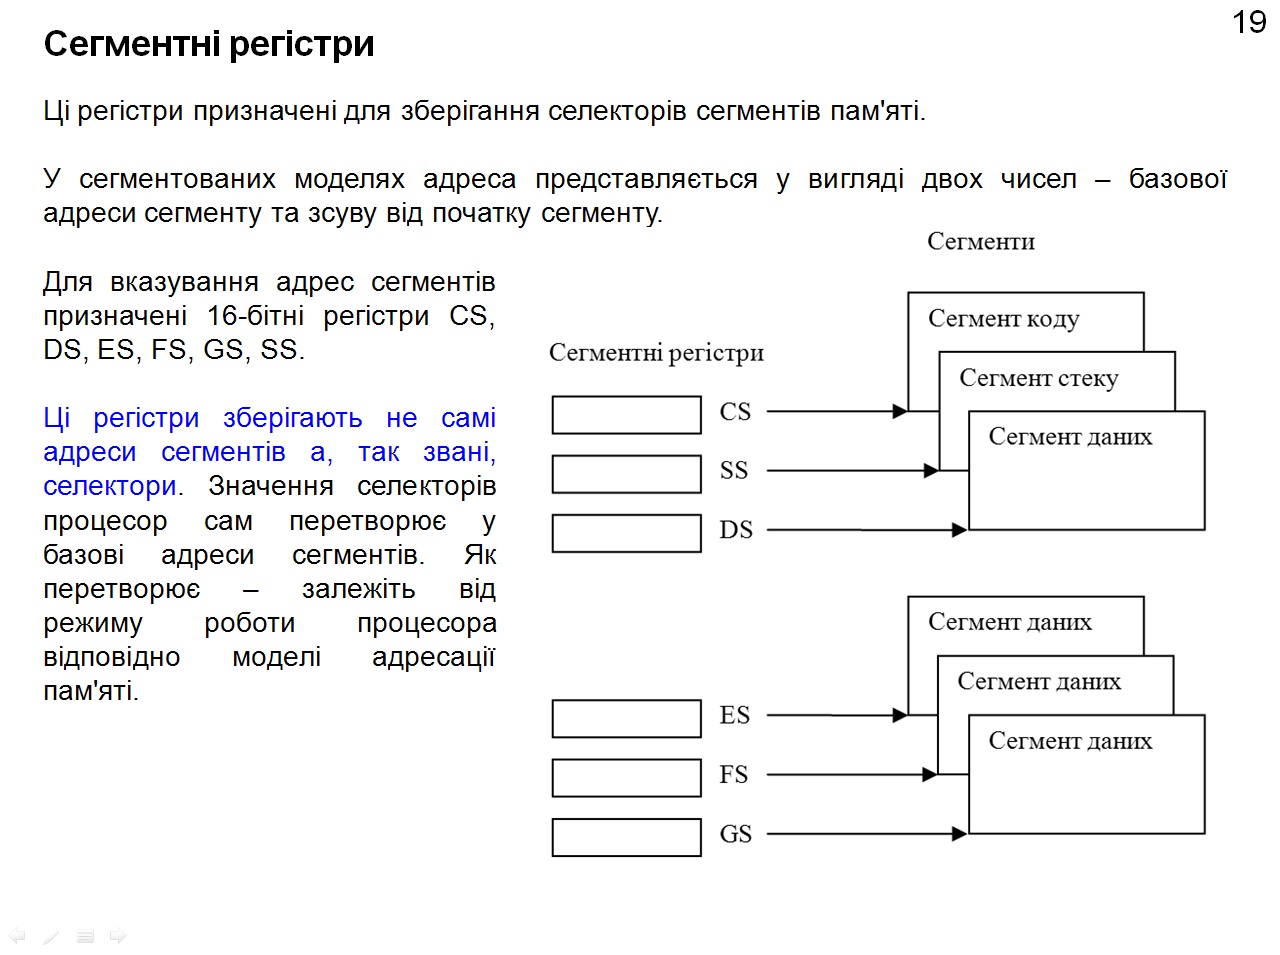 19
Сегментні регістри
Ці регістри призначені для зберігання селекторів сегментів пам'яті.
У сегментованих моделях адреса представляється у вигляді двох чисел – базової
адреси сегменту та зсуву від початку сегменту.
Для вказування адрес сегментів
призначені 16-бітні регістри CS,
DS, ES, FS, GS, SS.
Ці регістри зберігають не самі
адреси сегментів а, так звані,
селектори. Значення селекторів
процесор сам перетворює у
базові адреси сегментів. Як
перетворює – залежіть від
режиму роботи процесора
відповідно моделі адресації
пам'яті.
Сегменти
Сегментні регістри
Сегмент коду
Сегмент стеку
Сегмент даних
CS
SS
DS
Сегмент даних
Сегмент даних
Сегмент даних
ES
FS
GS